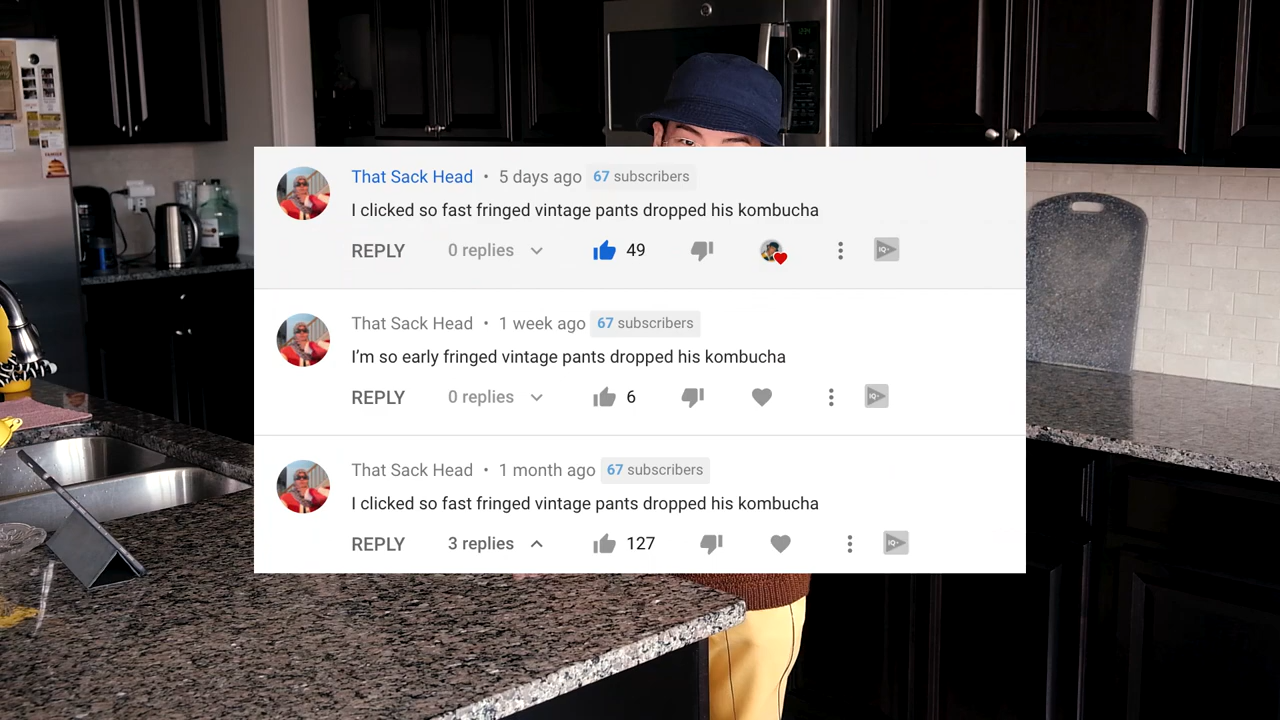 That Sack Head • 5 days ago 67 subscribers
I clicked so fast fringed vintage pants dropped his kombucha
REPLY 0 replies 49 IQ
That Sack Head • 1 week ago 67 subscribers
I’m so early fringed vintage pants dropped his kombucha
REPLY 0 replies 6 IQ
That Sack Head • 1 month ago 67 subscribers
I clicked so fast fringed vintage pants dropped his kombucha
REPLY 3 replies 127 IQ